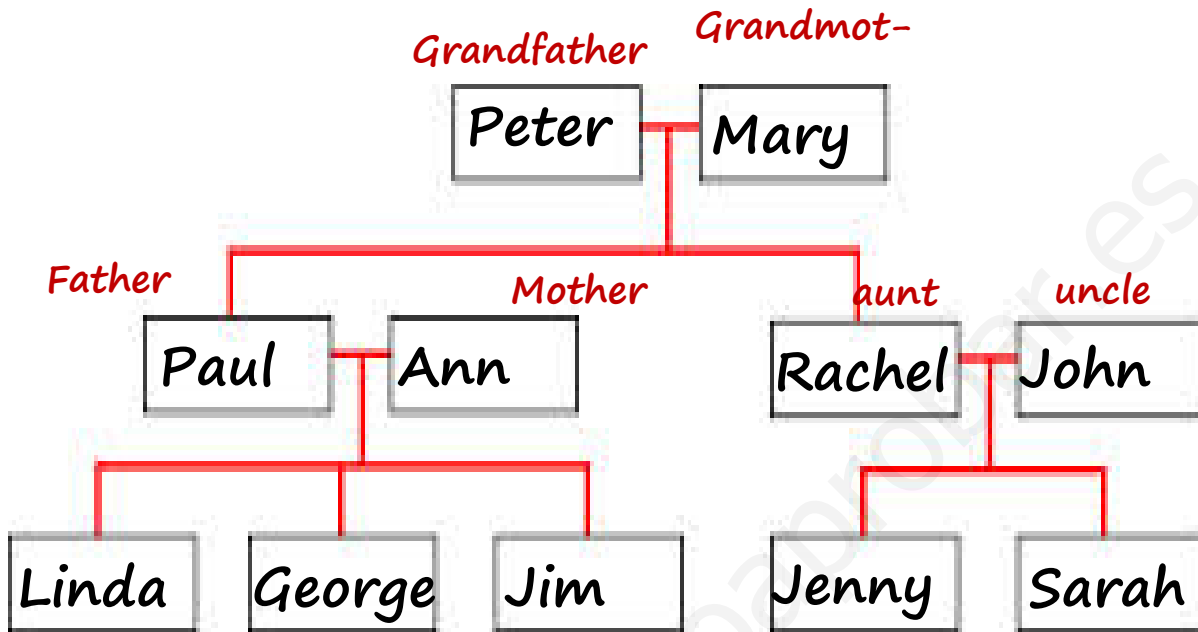 Grandfather Grandmot-
Peter Mary
Father Mother aunt uncle
Paul Ann Rachel John
Linda George Jim Jenny Sarah